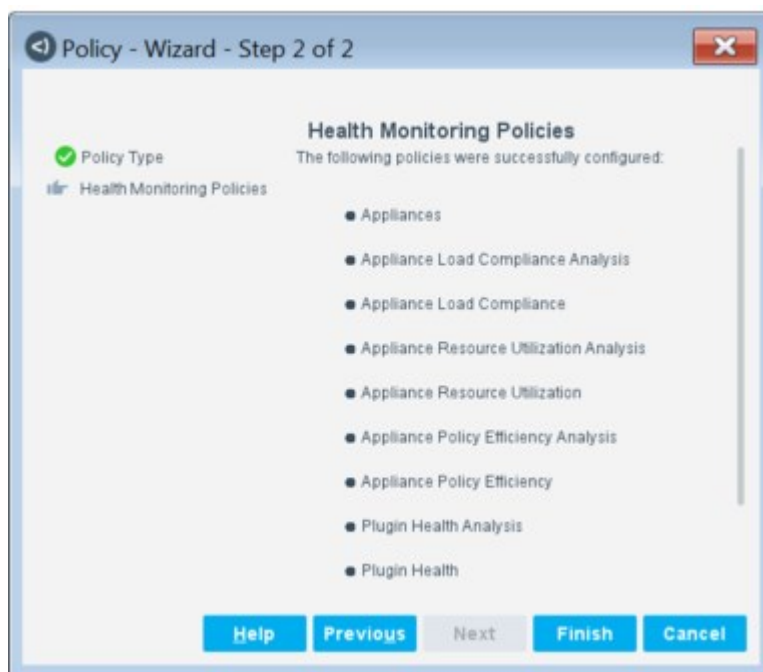 Policy - Wizard - Step 2 of 2
Policy Type
Health Monitoring Policies
Health Monitoring Policies
The following policies were successfully configured:
Appliances
Appliance Load Compliance Analysis
Appliance Load Compliance
Appliance Resource Utilization Analysis
Appliance Resource Utilization
Appliance Policy Efficiency Analysis
Appliance Policy Efficiency
Plugin Health Analysis
Plugin Health
Help Previous Next Finish Cancel